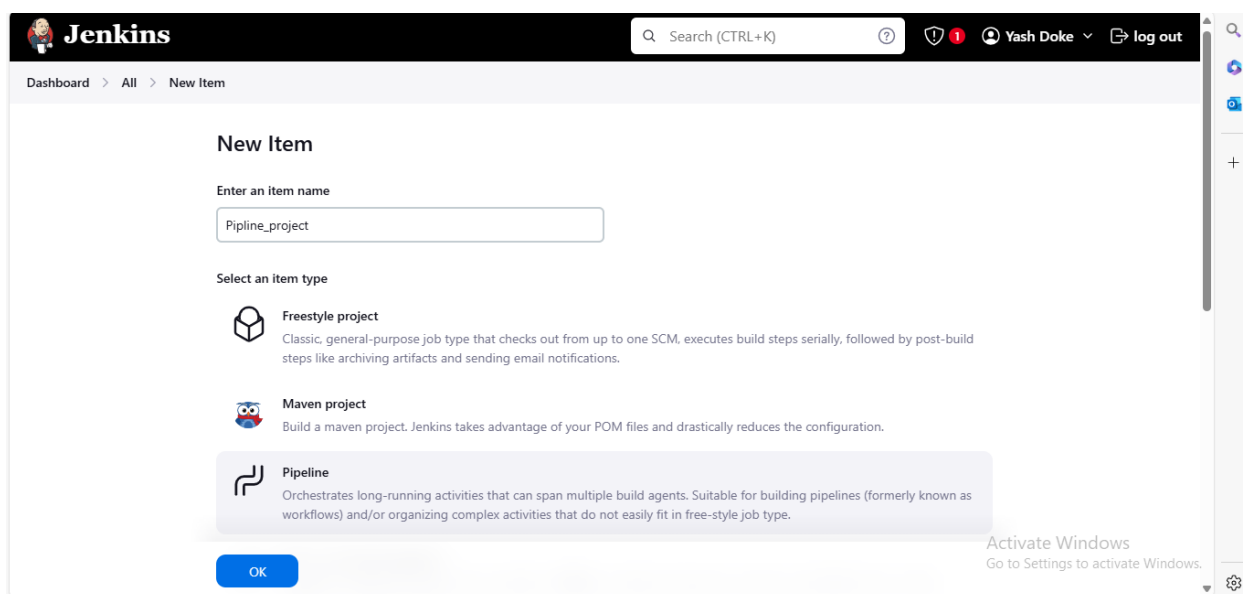 Jenkins
Search (CTRL+K)
1
Yash Doke
log out
Dashboard > All > New Item
New Item
Enter an item name
Pipline_project
Select an item type
Freestyle project
Classic, general-purpose job type that checks out from up to one SCM, executes build steps serially, followed by post-build
steps like archiving artifacts and sending email notifications.
Maven project
Build a maven project. Jenkins takes advantage of your POM files and drastically reduces the configuration.
Pipeline
Orchestrates long-running activities that can span multiple build agents. Suitable for building pipelines (formerly known as
workflows) and/or organizing complex activities that do not easily fit in free-style job type.
OK
Activate Windows
Go to Settings to activate Windows.